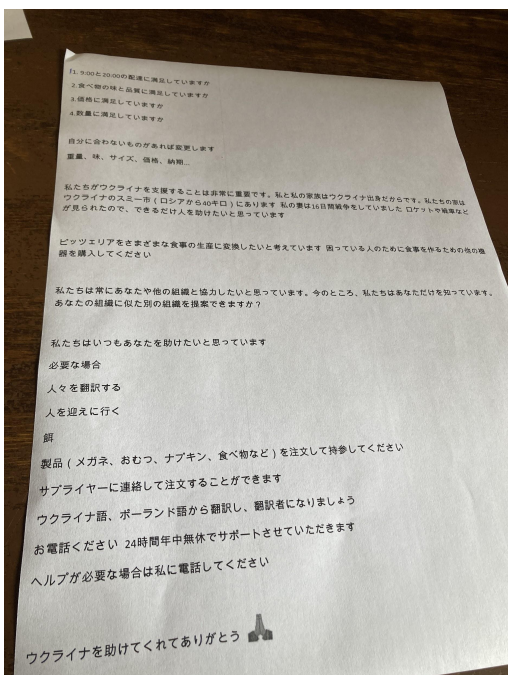 f1. 9:00と20:00の配達に満足していますか
2.食べ物の味と品質に満足していますか
3.価格に満足していますか
4.数量に満足していますか
自分に合わないものがあれば変更します
重量、味、サイズ、価格、納期...
私たちがウクライナを支援することは非常に重要です。私と私の家族はウクライナ出身だからです。私たちの家は
ウクライナのスミー市（ロシアから40キロ）にあります 私の妻は16日間戦争をしていました ロケットや戦車など
が見られたので、できるだけ人を助けたいと思っています
ピッツェリアをさまざまな食事の生産に変換したいと考えています 困っている人のために食事を作るための他の機
器を購入してください
私たちは常にあなたや他の組織と協力したいと思っています。今のところ、私たちはあなただけを知っています。
あなたの組織に似た別の組織を提案できますか？
私たちはいつもあなたを助けたいと思っています
必要な場合
人々を翻訳する
人を迎えに行く
餌
製品（メガネ、おむつ、ナプキン、食べ物など）を注文して持参してください
サプライヤーに連絡して注文することができます
ウクライナ語、ポーランド語から翻訳し、翻訳者になりましょう
お電話ください 24時間年中無休でサポートさせていただきます
ヘルプが必要な場合は私に電話してください
ウクライナを助けてくれてありがとう 🙏